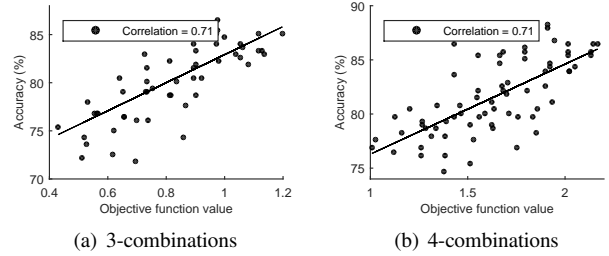 Correlation = 0.71
85
80
75
70
Accuracy (%)
0.4 0.6 0.8 1 1.2
Objective function value
(a) 3-combinations
Correlation = 0.71
90
85
80
75
Accuracy (%)
1 1.5 2
Objective function value
(b) 4-combinations